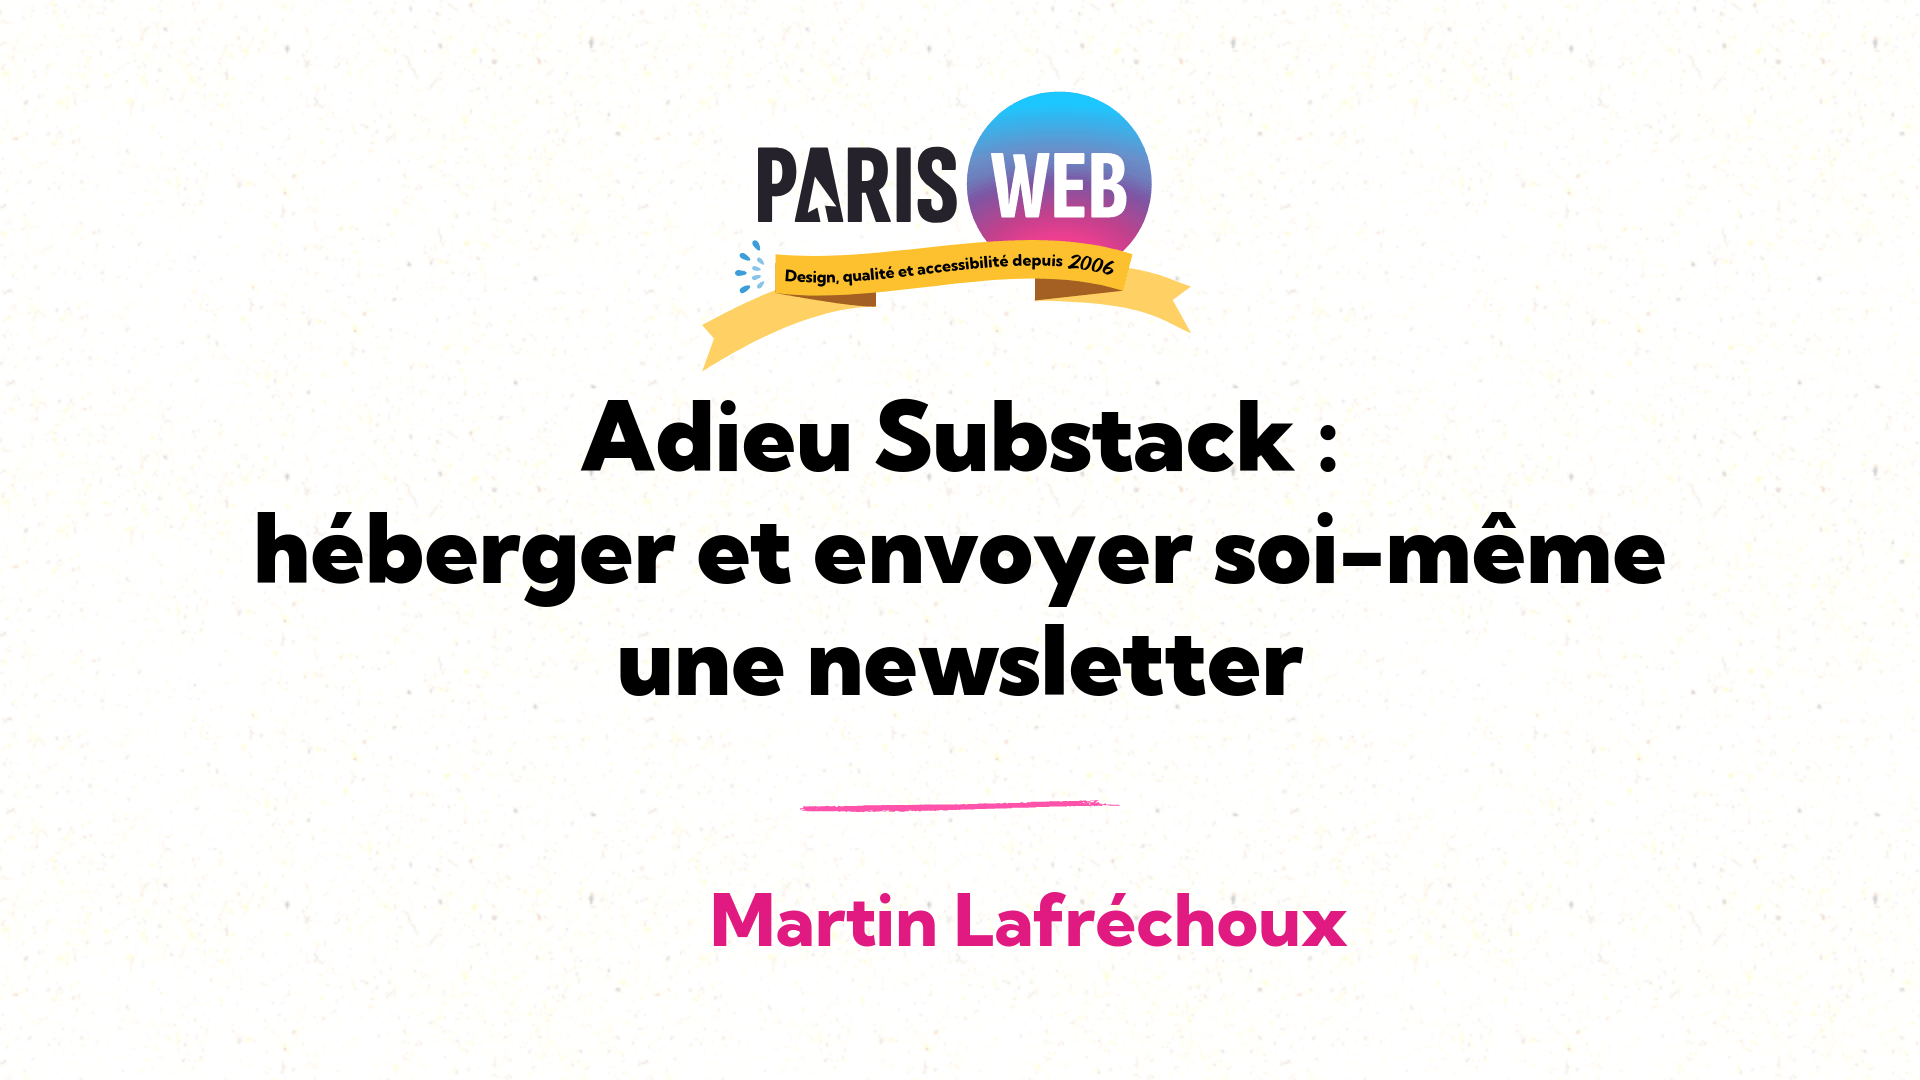 PARIS WEB
Design, qualité et accessibilité depuis 2006
Adieu Substack :
héberger et envoyer soi-même
une newsletter
Martin Lafréchoux